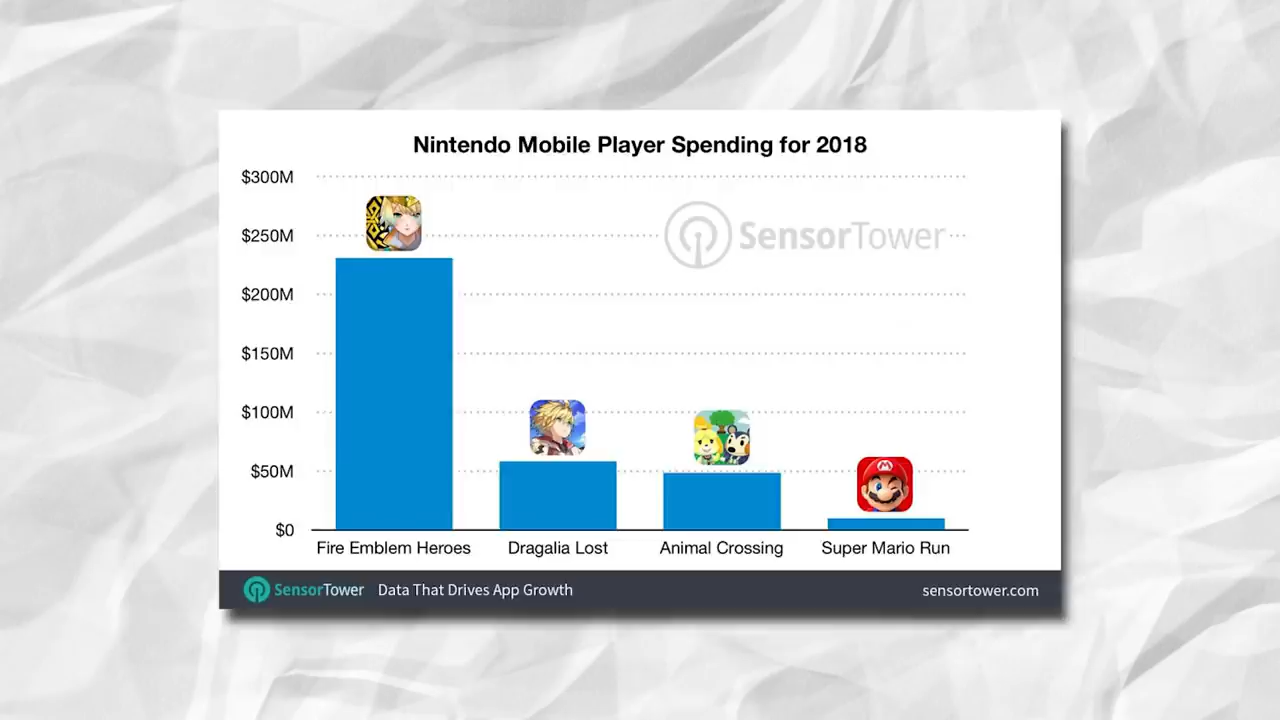 Nintendo Mobile Player Spending for 2018
$300M
$250M
$200M
$150M
$100M
$50M
$0
SensorTower
Fire Emblem Heroes
Dragalia Lost
Animal Crossing
Super Mario Run
SensorTower Data That Drives App Growth
sensortower.com